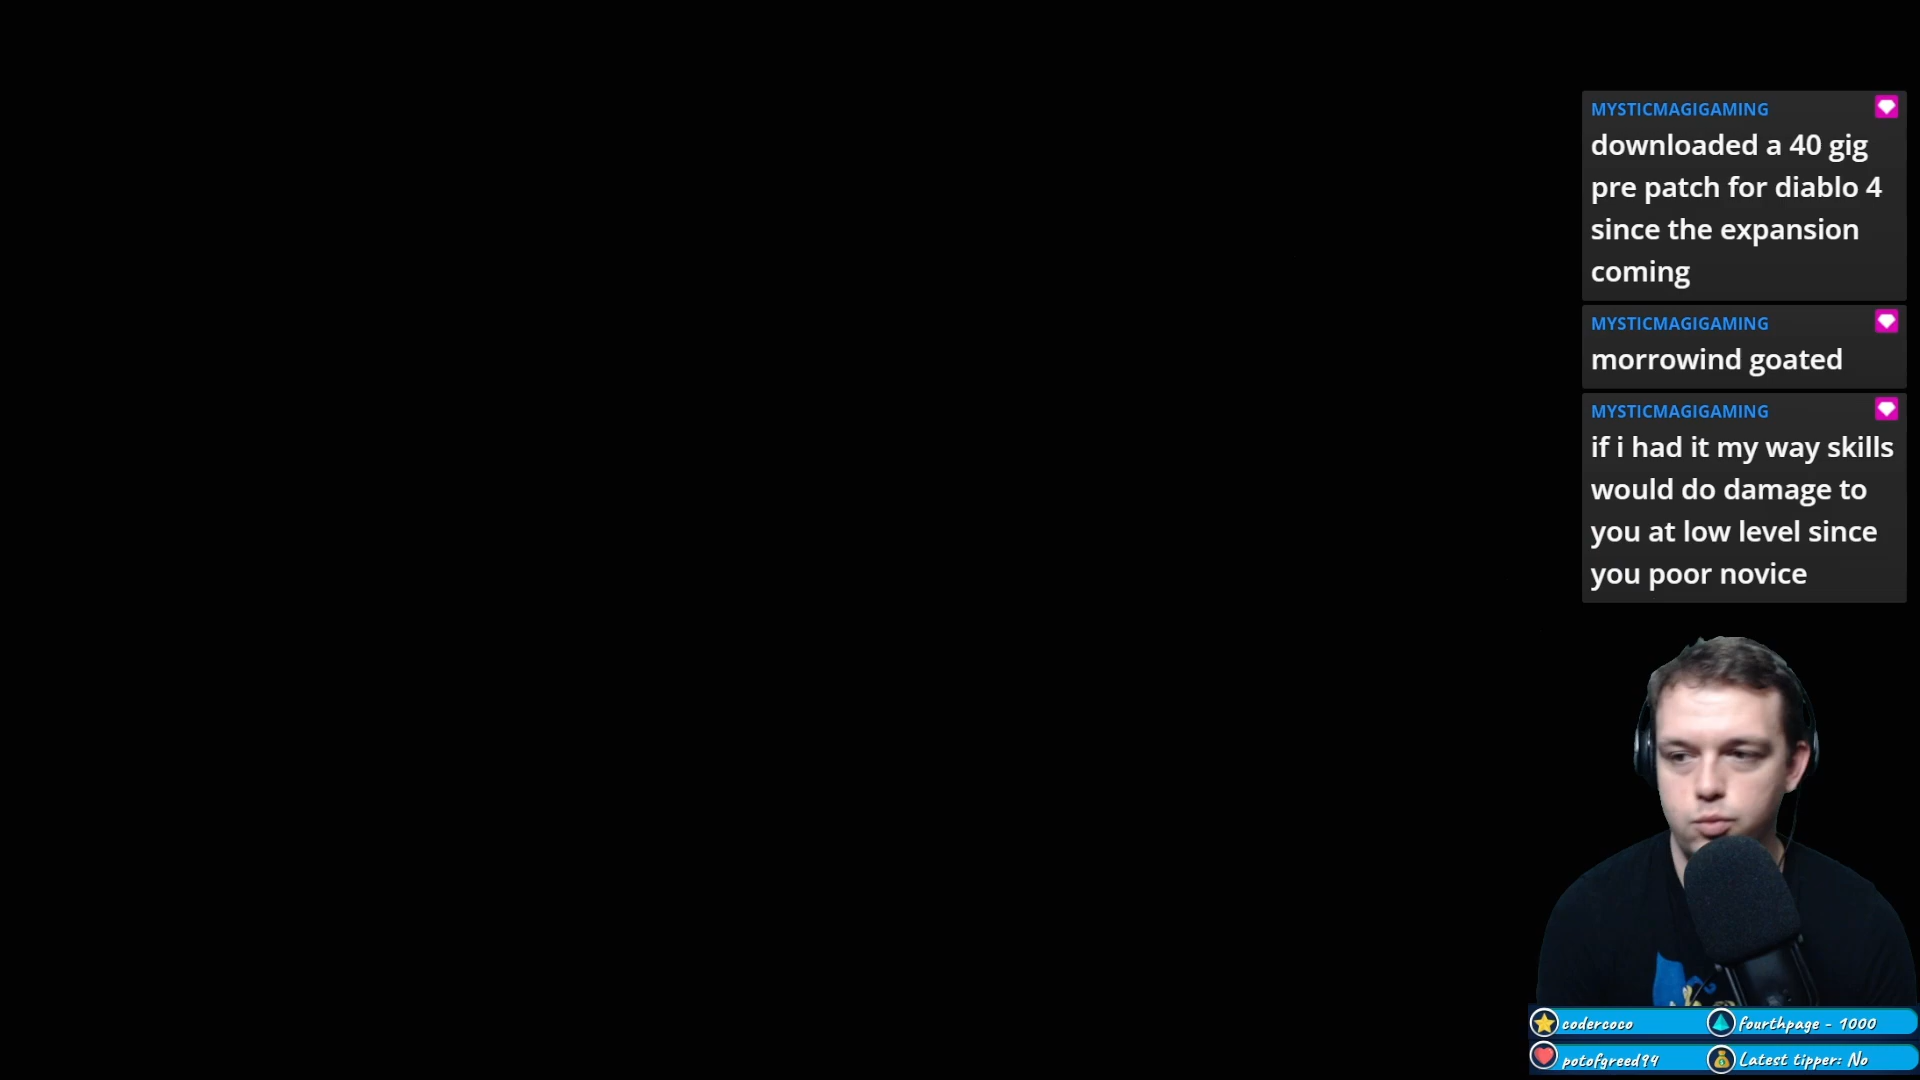 MYSTICMAGIGAMING
downloaded a 40 gig
pre patch for diablo 4
since the expansion
coming
MYSTICMAGIGAMING
morrowind goated
MYSTICMAGIGAMING
if i had it my way skills
would do damage to
you at low level since
you poor novice
codercoco
fourthpage - 1000
potofgreed94
Latest tipper: No